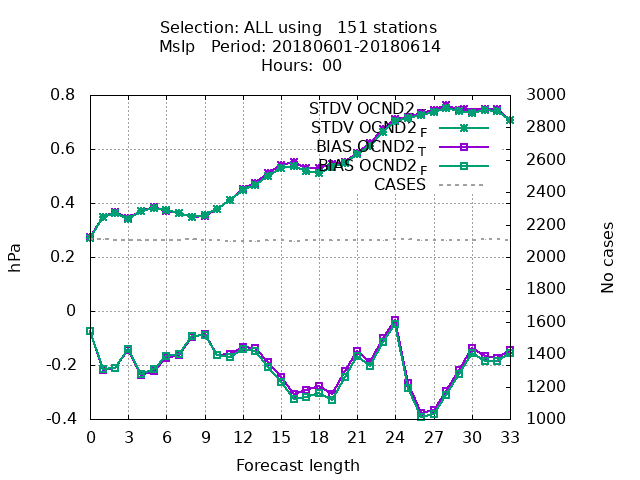 Selection: ALL using 151 stations
Mslp Period: 20180601-20180614
Hours: 00
STDV OCND2
STDV OCND2 F
BIAS OCND2 T
BIAS OCND2 F
CASES
0.8
0.6
0.4
0.2
0
-0.2
-0.4
hPa
3000
2800
2600
2400
2200
2000
1800
1600
1400
1200
1000
No cases
0 3 6 9 12 15 18 21 24 27 30 33
Forecast length